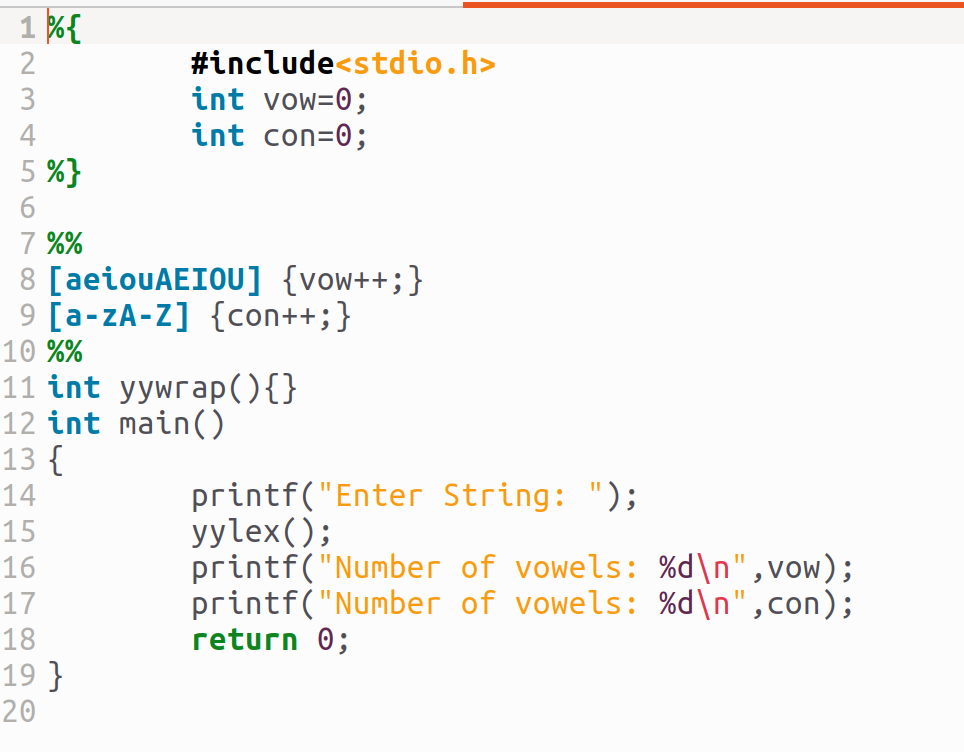 1 %{
2 #include<stdio.h>
3 int vow=0;
4 int con=0;
5 %}
6
7 %%
8 [aeiouAEIOU] {vow++;}
9 [a-zA-Z] {con++;}
10 %%
11 int yywrap(){}
12 int main()
13 {
14 printf("Enter String: ");
15 yylex();
16 printf("Number of vowels: %d\n",vow);
17 printf("Number of vowels: %d\n",con);
18 return 0;
19 }
20